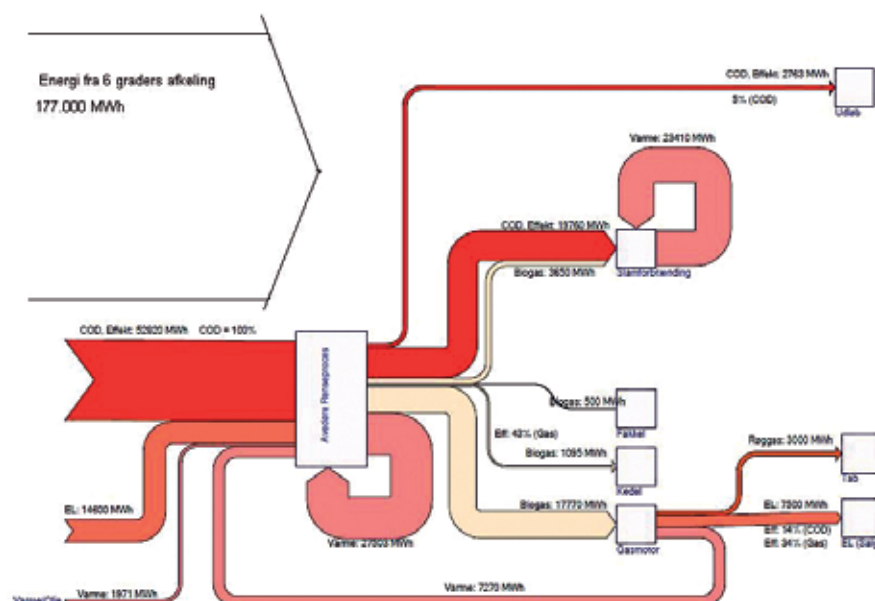 Energi fra 6 graders afkøling
177.000 MWh
COD, Effekt: 2763 MWh
5% (COD)
Udløb
Varme: 23410 MWh
COD, Effekt: 19760 MWh
Biogas: 3650 MWh
Slamforbrænding
COD, Effekt: 52820 MWh COD = 100%
Avedøre Renseproces
Biogas: 500 MWh
Fakkel
Eff: 43% (Gas)
Biogas: 1095 MWh
Kedel
Røggas: 3000 MWh
Tab
EL: 14600 MWh
Biogas: 17770 MWh
Gasmotor
EL: 7500 MWh
Eff: 14% (COD)
Eff: 34% (Gas)
EL (Salg
Varme: MWh
Varme: 7270 MWh
Varme: 1971 MWh